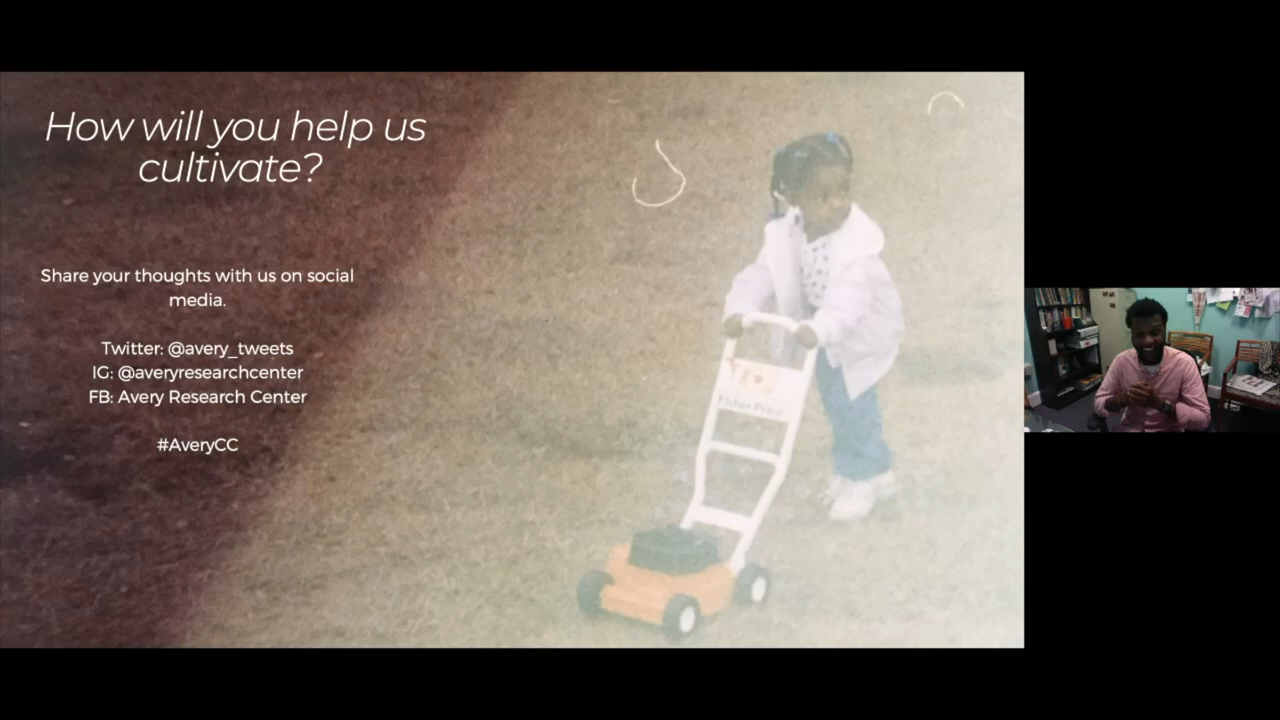 How will you help us
cultivate?
Share your thoughts with us on social
media.
Twitter: @avery_tweets
IG: @averyresearchcenter
FB: Avery Research Center
#AveryCC
Fisher-Price